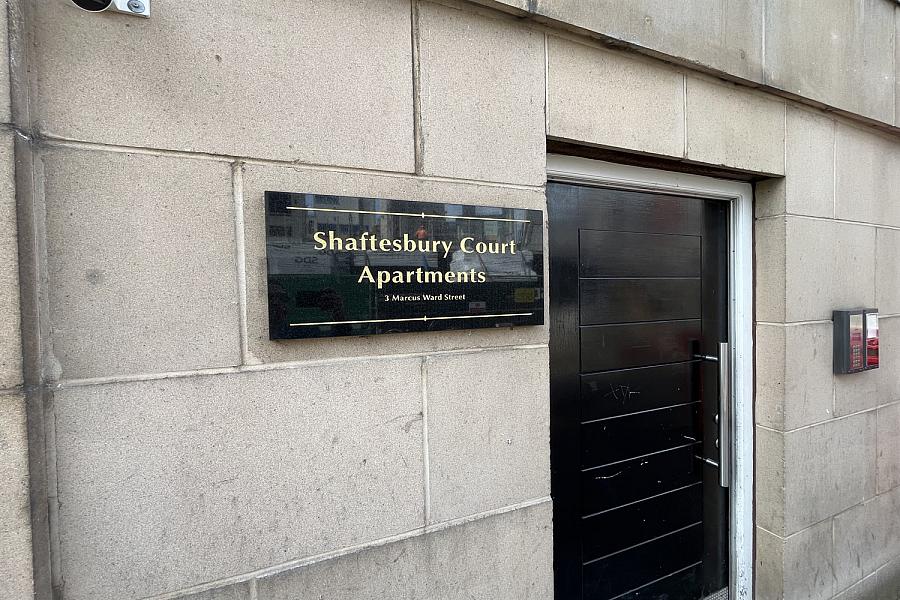 Shaftesbury Court
Apartments
3 Marcus Ward Street